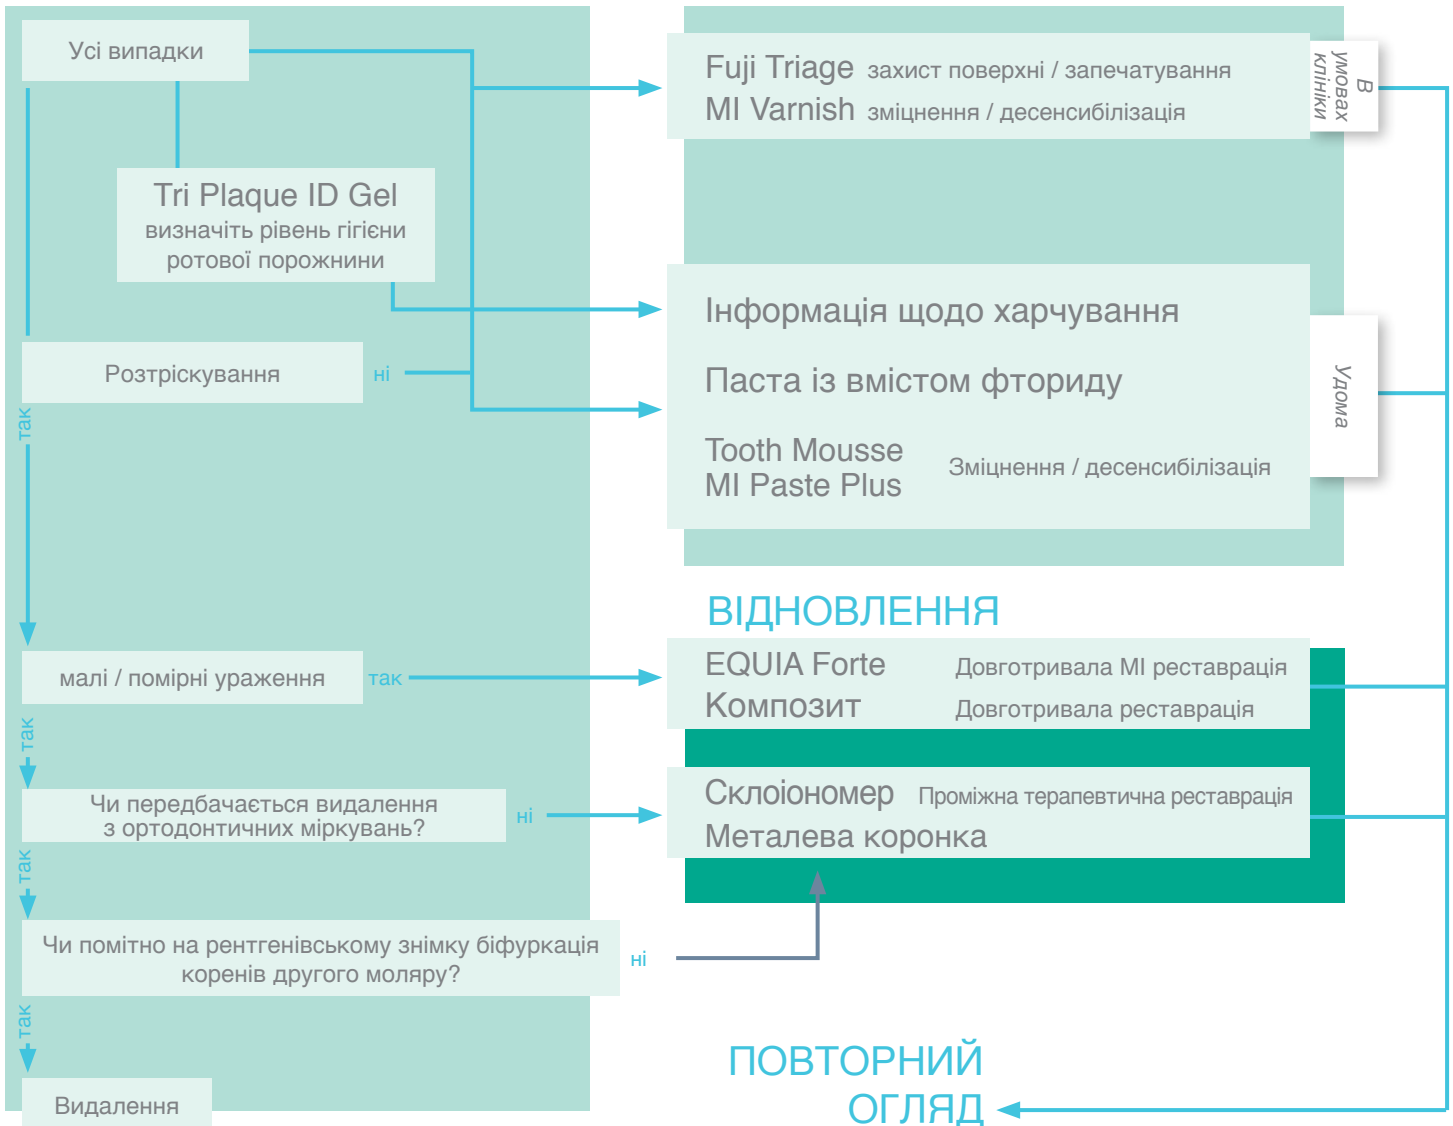 Усі випадки
Tri Plaque ID Gel
визначіть рівень гігієни
ротової порожнини
Розтріскування
ні
так
малі / помірні ураження
так
так
Чи передбачається видалення
з ортодонтичних міркувань?
ні
так
Чи помітно на рентгенівському знімку біфуркація
коренів другого моляру?
ні
так
Видалення
Fuji Triage захист поверхні / запечатування
MI Varnish зміцнення / десенсибілізація
В
умовах
клініки
Інформація щодо харчування
Паста із вмістом фториду
Tooth Mousse
MI Paste Plus
Зміцнення / десенсибілізація
Удома
ВІДНОВЛЕННЯ
EQUIA Forte Довготривала МІ реставрація
Композит Довготривала реставрація
Склоіономер Проміжна терапевтична реставрація
Металева коронка
ПОВТОРНИЙ
ОГЛЯД